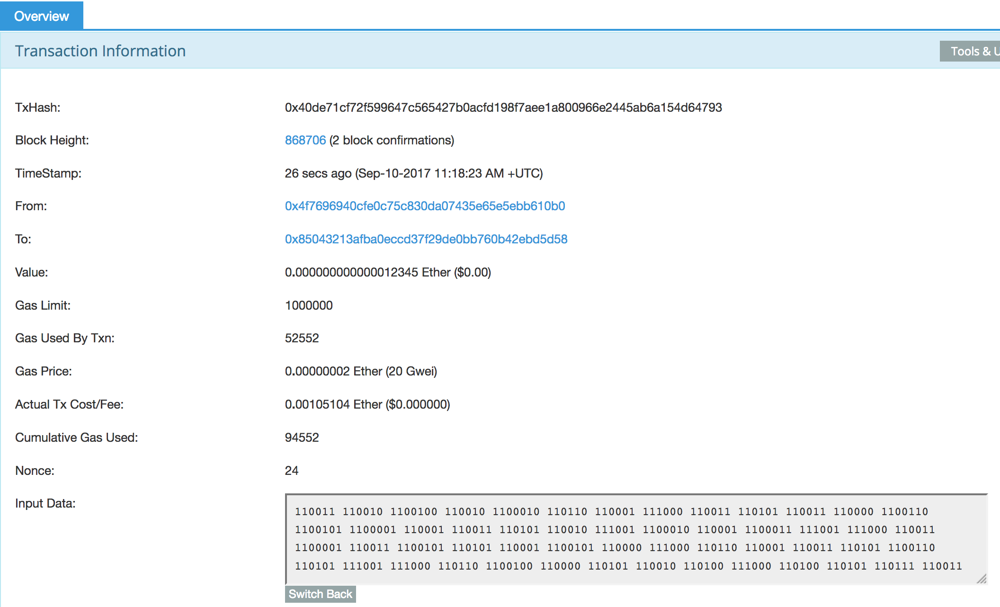 Overview
Transaction Information
Tools & U
TxHash: 0x40de71cf72f599647c565427b0acfd198f7aee1a800966e2445ab6a154d64793
Block Height: 868706 (2 block confirmations)
TimeStamp: 26 secs ago (Sep-10-2017 11:18:23 AM +UTC)
From: 0x4f7696940cfe0c75c830da07435e65e5ebb610b0
To: 0x85043213afba0eccd37f29de0bb760b42ebd5d58
Value: 0.000000000000012345 Ether ($0.00)
Gas Limit: 1000000
Gas Used By Txn: 52552
Gas Price: 0.00000002 Ether (20 Gwei)
Actual Tx Cost/Fee: 0.00105104 Ether ($0.000000)
Cumulative Gas Used: 94552
Nonce: 24
Input Data:
110011 110010 1100100 110010 1100010 110110 110001 111000 110011 110101 110011 110000 1100110
1100101 1100001 110001 110011 110101 110010 111001 1100010 110001 1100011 111001 111000 110011
1100001 110011 1100101 110101 110001 1100101 110000 111000 110110 110001 110011 110101 1100110
110101 111001 111000 110110 1100100 110000 110101 110010 110100 111000 110100 110101 110111 110011
Switch Back